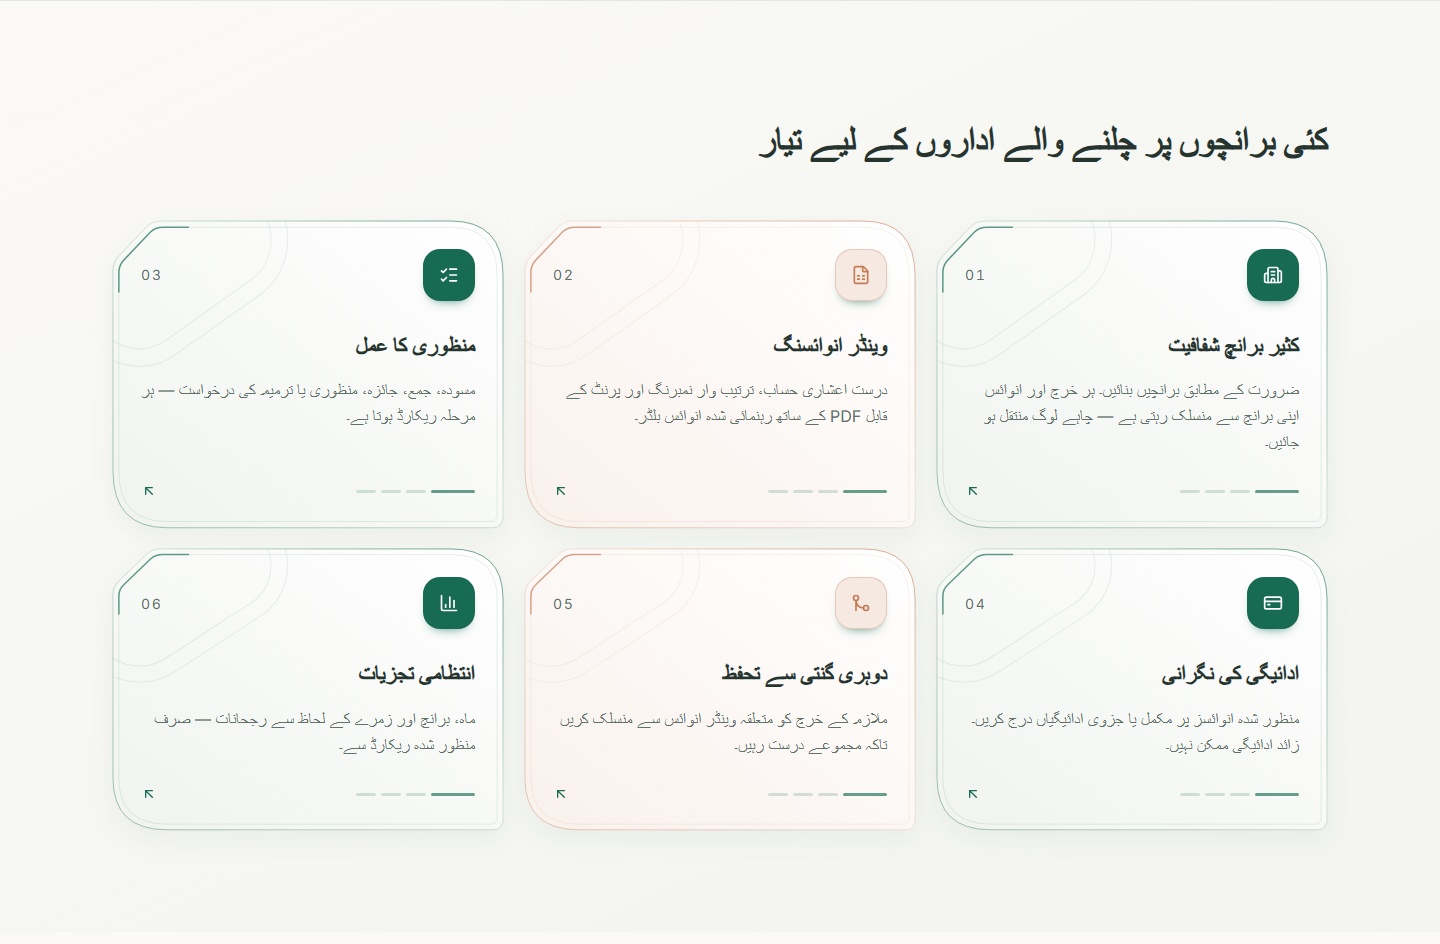 کئی برانچوں پر چلنے والے اداروں کے لیے تیار
01
کثیر برانچ شفافیت
ضرورت کے مطابق برانچیں بنائیں۔ ہر خرچ اور انوائس
اپنی برانچ سے منسلک رہتی ہے — چاہے لوگ منتقل ہو
جائیں۔
02
وینڈر انوائسنگ
درست اعشاری حساب، ترتیب وار نمبرنگ اور پرنٹ کے
قابل PDF کے ساتھ رہنمائی شدہ انوائس بلڈر۔
03
منظوری کا عمل
مسودہ، جمع، جائزہ، منظوری یا ترمیم کی درخواست — ہر
مرحلہ ریکارڈ ہوتا ہے۔
04
ادائیگی کی نگرانی
منظور شدہ انوائسز پر مکمل یا جزوی ادائیگیاں درج کریں۔
زائد ادائیگی ممکن نہیں۔
05
دوہری گنتی سے تحفظ
ملازم کے خرچ کو متعلقہ وینڈر انوائس سے منسلک کریں
تاکہ مجموعے درست رہیں۔
06
انتظامی تجزیات
ماہ، برانچ اور زمرے کے لحاظ سے رجحانات — صرف
منظور شدہ ریکارڈ سے۔